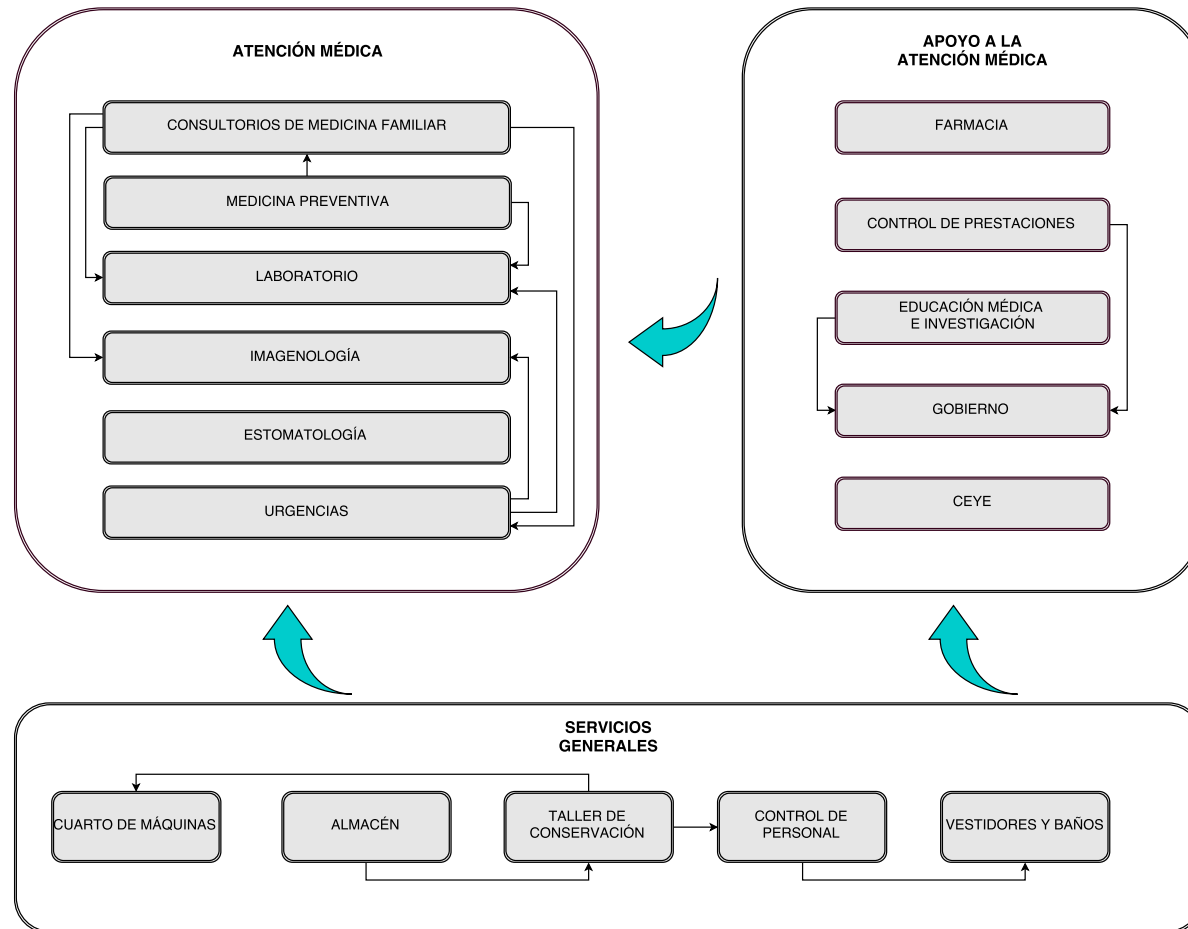 ATENCIÓN MÉDICA
CONSULTORIOS DE MEDICINA FAMILIAR
MEDICINA PREVENTIVA
LABORATORIO
IMAGENOLOGÍA
ESTOMATOLOGÍA
URGENCIAS
APOYO A LA
ATENCIÓN MÉDICA
FARMACIA
CONTROL DE PRESTACIONES
EDUCACIÓN MÉDICA
E INVESTIGACIÓN
GOBIERNO
CEYE
SERVICIOS
GENERALES
CUARTO DE MÁQUINAS
ALMACÉN
TALLER DE
CONSERVACIÓN
CONTROL DE
PERSONAL
VESTIDORES Y BAÑOS